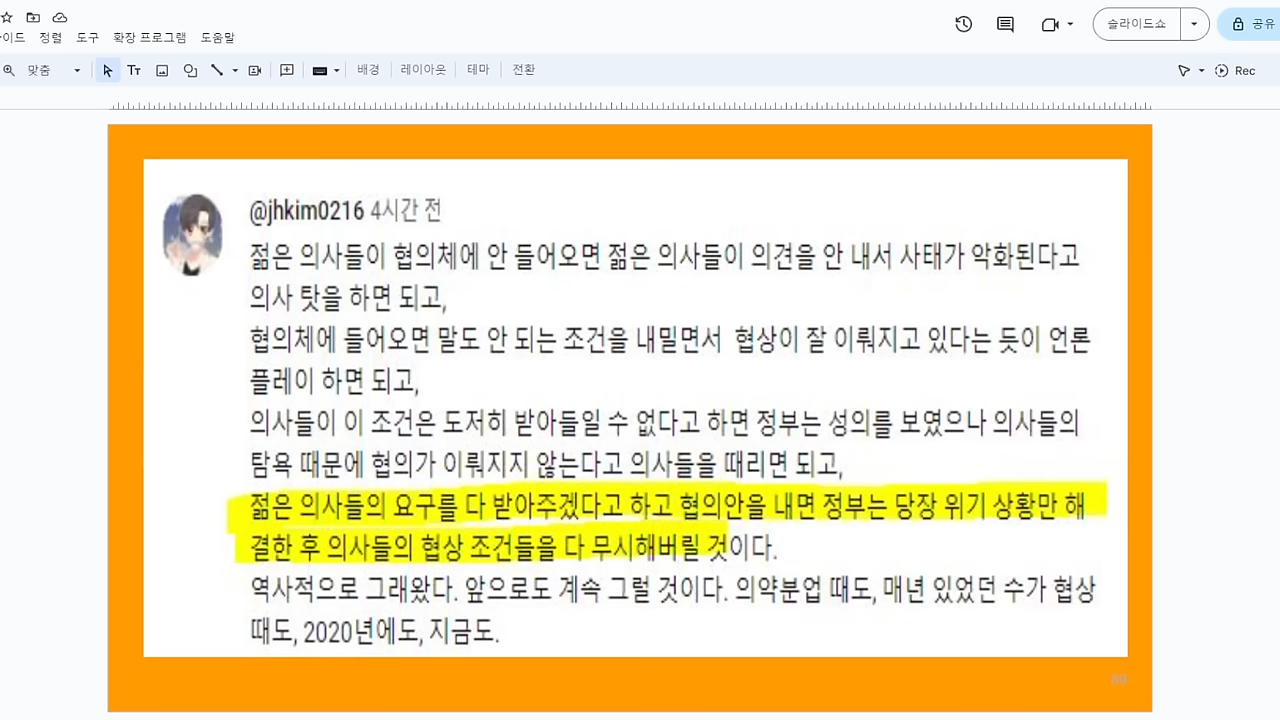 이드 정렬 도구 확장 프로그램 도움말
슬라이드쇼 공유
맞춤 Tт 배경 레이아웃 테마 전환 Rec
@jhkim0216 4시간 전
젊은 의사들이 협의체에 안 들어오면 젊은 의사들이 의견을 안 내서 사태가 악화된다고
의사 탓을 하면 되고,
협의체에 들어오면 말도 안 되는 조건을 내밀면서 협상이 잘 이뤄지고 있다는 듯이 언론
플레이 하면 되고,
의사들이 이 조건은 도저히 받아들일 수 없다고 하면 정부는 성의를 보였으나 의사들의
탐욕 때문에 협의가 이뤄지지 않는다고 의사들을 때리면 되고,
젊은 의사들의 요구를 다 받아주겠다고 하고 협의안을 내면 정부는 당장 위기 상황만 해
결한 후 의사들의 협상 조건들을 다 무시해버릴 것이다.
역사적으로 그래왔다. 앞으로도 계속 그럴 것이다. 의약분업 때도, 매년 있었던 수가 협상
때도, 2020년에도, 지금도.